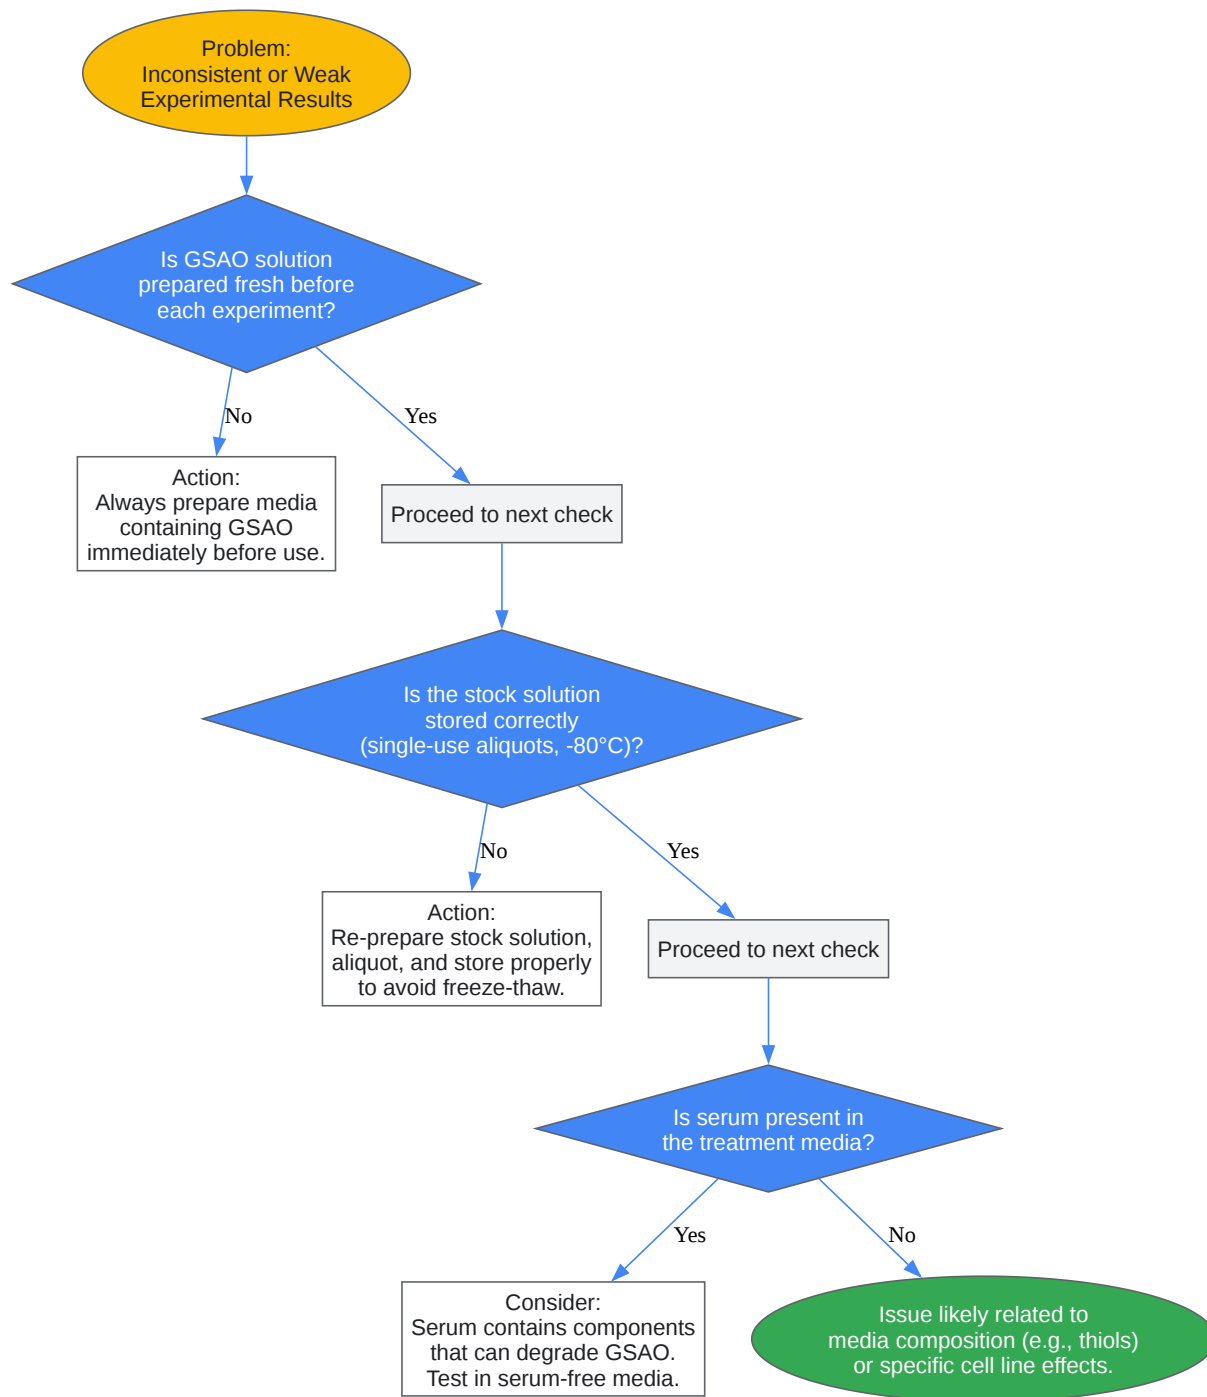 Problem:
Inconsistent or Weak
Experimental Results
Is GSAO solution
prepared fresh before
each experiment?
No
Yes
Action:
Always prepare media
containing GSAO
immediately before use.
Proceed to next check
Is the stock solution
stored correctly
(single-use aliquots, -80°C)?
No
Yes
Action:
Re-prepare stock solution,
aliquot, and store properly
to avoid freeze-thaw.
Proceed to next check
Is serum present in
the treatment media?
Yes
No
Consider:
Serum contains components
that can degrade GSAO.
Test in serum-free media.
Issue likely related to
media composition (e.g., thiols)
or specific cell line effects.